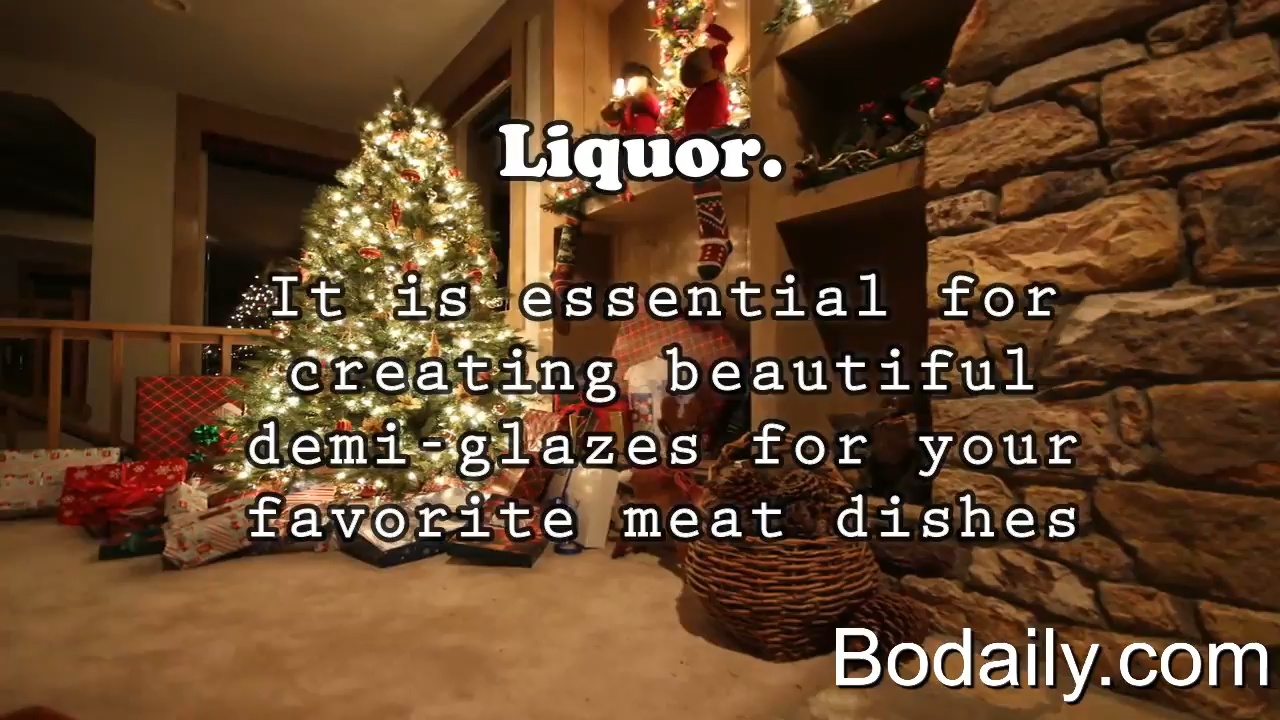 Liquor.
It is essential for
creating beautiful
demi-glazes for your
favorite meat dishes
Bodaily.com